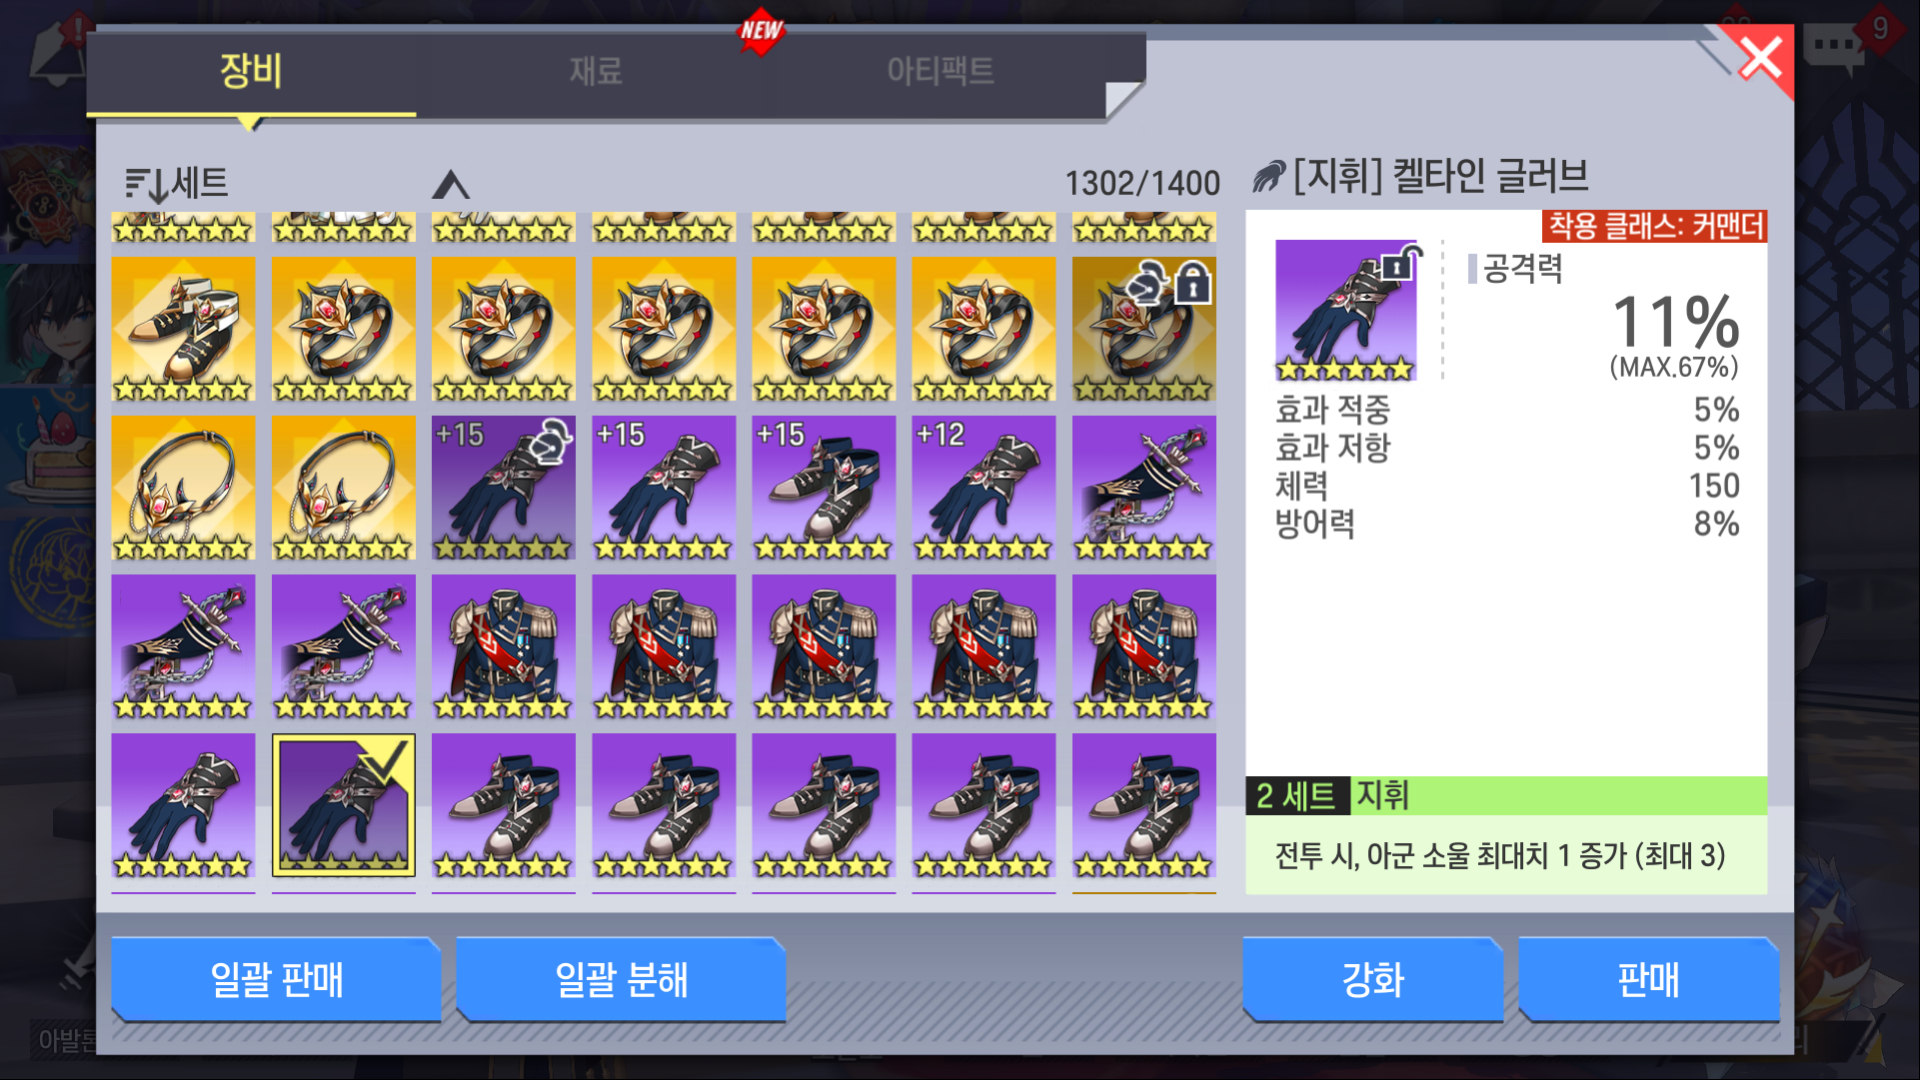 장비
재료
NEW
아티팩트
9
세트
1302/1400
[지휘] 켈타인 글러브
착용 클래스: 커맨더
공격력
11%
(MAX.67%)
효과 적중 5%
효과 저항 5%
체력 150
방어력 8%
+15
+15
+15
+12
2 세트 지휘
전투 시, 아군 소울 최대치 1 증가 (최대 3)
일괄 판매
일괄 분해
강화
판매
아발론